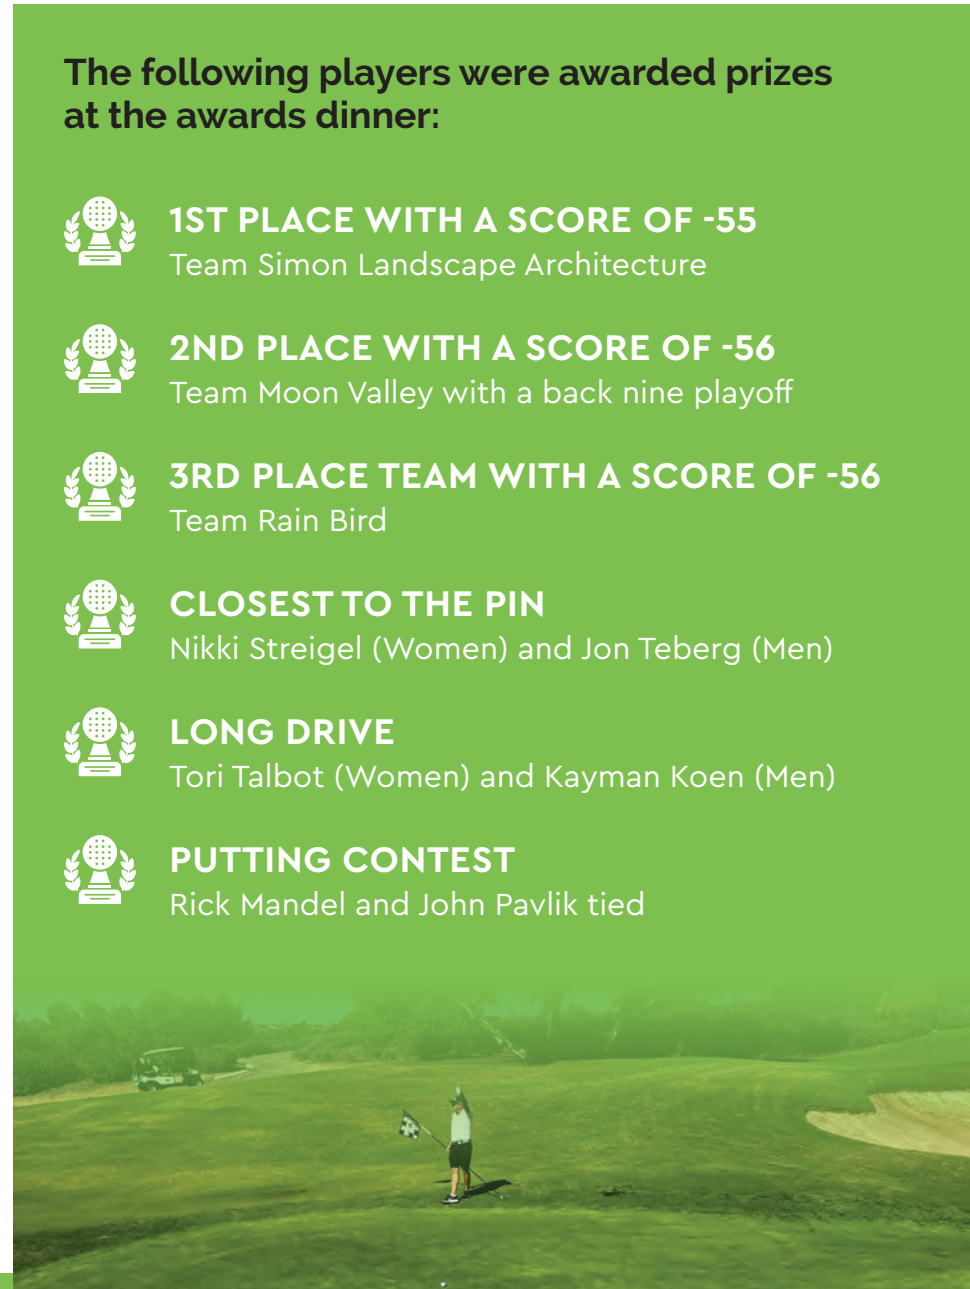 The following players were awarded prizes
at the awards dinner:
1ST PLACE WITH A SCORE OF -55
Team Simon Landscape Architecture
2ND PLACE WITH A SCORE OF -56
Team Moon Valley with a back nine playoff
3RD PLACE TEAM WITH A SCORE OF -56
Team Rain Bird
CLOSEST TO THE PIN
Nikki Streigel (Women) and Jon Teberg (Men)
LONG DRIVE
Tori Talbot (Women) and Kayman Koen (Men)
PUTTING CONTEST
Rick Mandel and John Pavlik tied